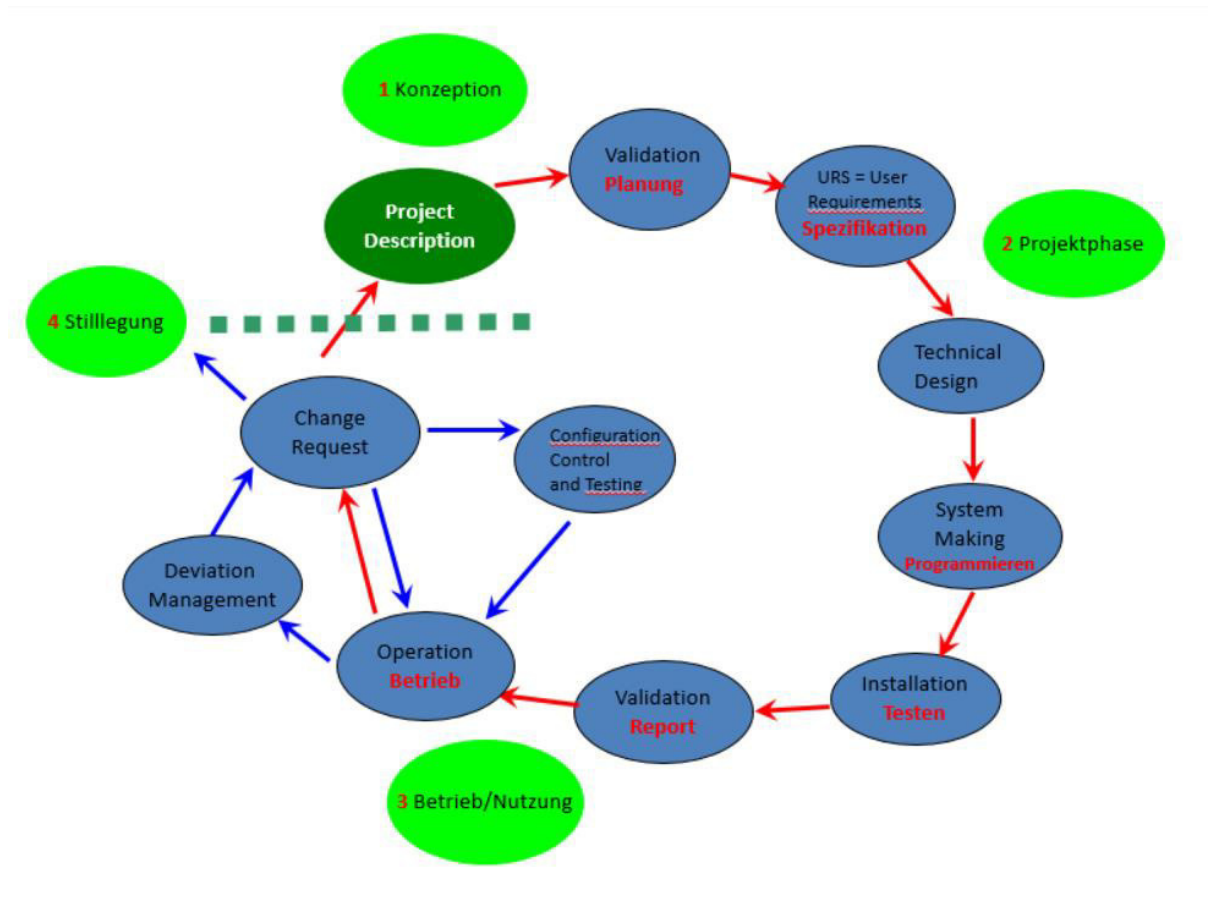 1 Konzeption
Validation
Planung
URS = User
Requirements
Spezifikation
Project
Description
2 Projektphase
4 Stilllegung
Technical
Design
Change
Request
Configuration
Control
and Testing
System
Making
Programmieren
Deviation
Management
Operation
Betrieb
Validation
Report
Installation
Testen
3 Betrieb/Nutzung